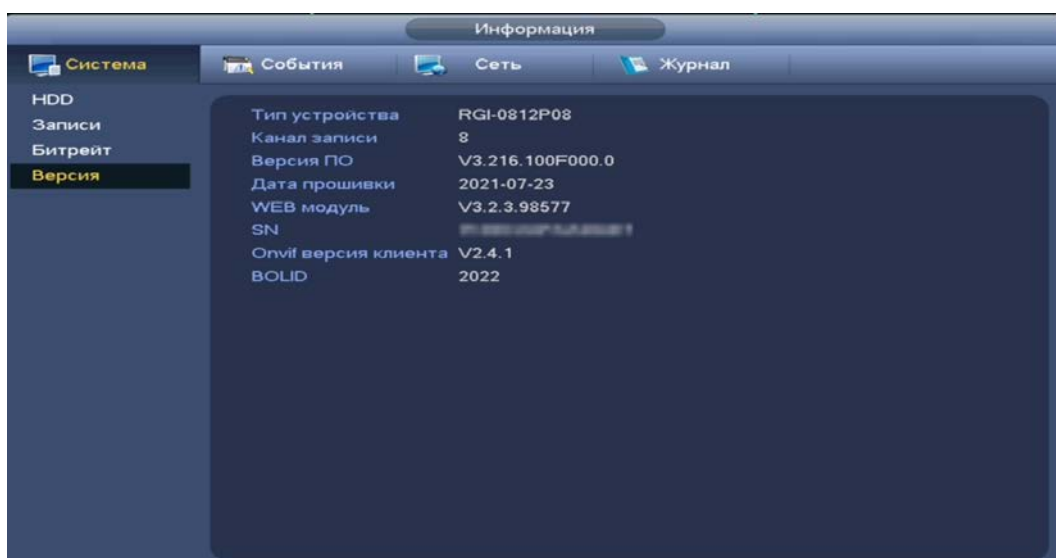 Информация
Система События Сеть Журнал
HDD
Записи
Битрейт
Версия
Тип устройства RGI-0812P08
Канал записи 8
Версия ПО V3.216.100F000.0
Дата прошивки 2021-07-23
WEB модуль V3.2.3.98577
SN
Onvif версия клиента V2.4.1
BOLID 2022